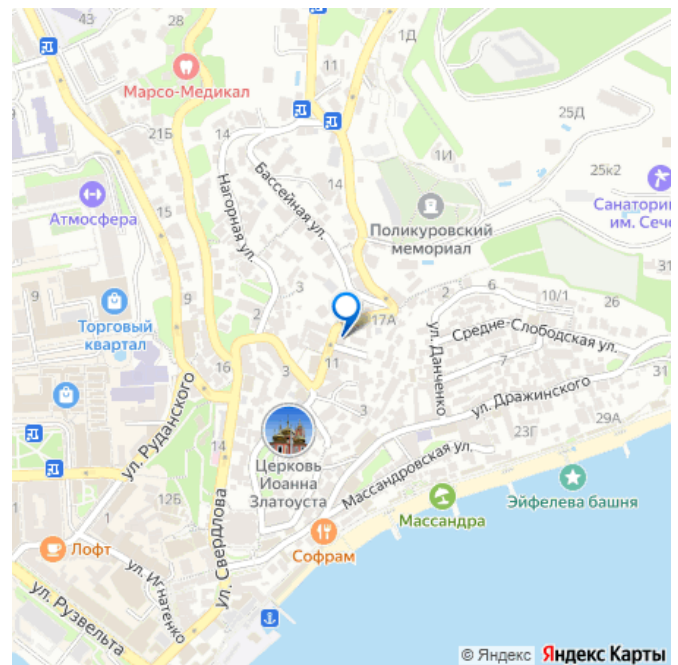 43
28
1Д
Марсо-Медикал
25Д
21Б
14
1И
25к2
Бассейная ул.
Нагорная ул.
14
Атмосфера
15
Поликуровский
мемориал
Санатори
им. Сече
31
9
9
Торговый
квартал
3
2
2
6
10/1
26
17А
ул. Данченко
Средне-Слободская ул.
16
3
11
7
ул. Руданского
3
ул. Дражинского
31
29А
23Г
14
Церковь
Иоанна
Златоуста
Массандровская ул.
12Б
ул. Свердлова
Эйфелева башня
Массандра
Лофт
Софрам
ул. Игнатенко
ул. Рузвельта
© Яндекс Яндекс Карты